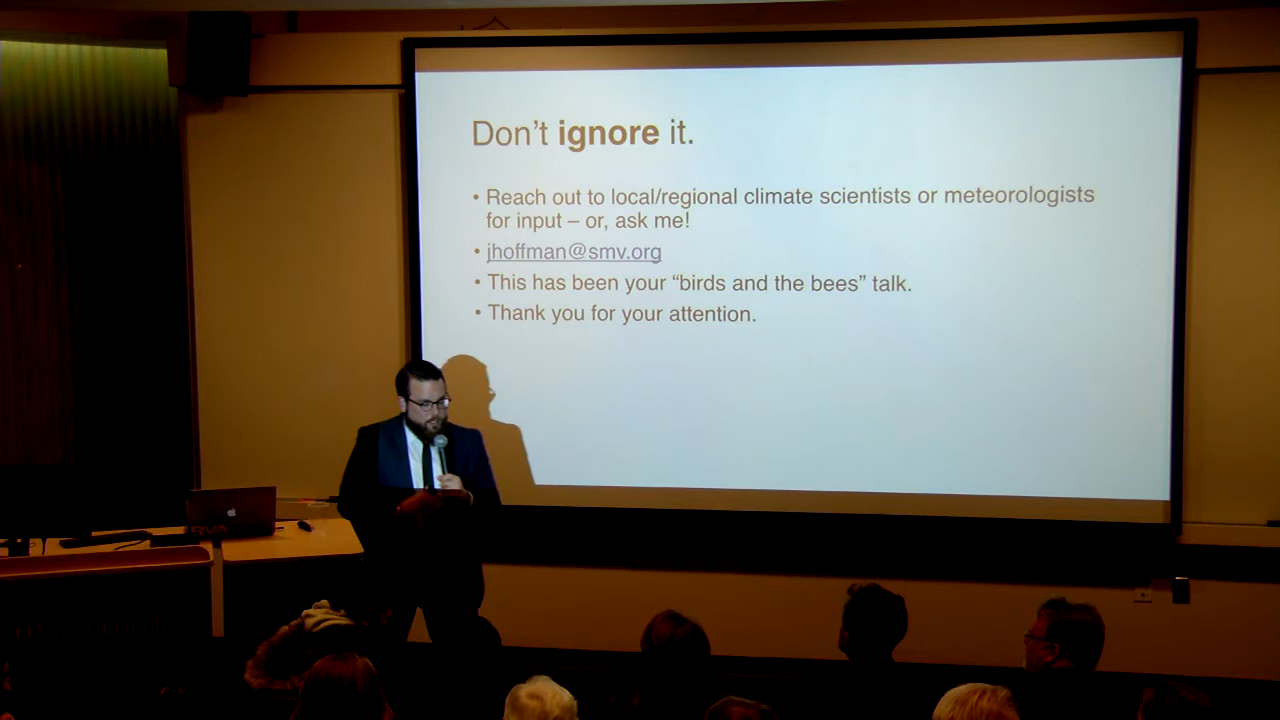 Don't ignore it.
• Reach out to local/regional climate scientists or meteorologists
for input – or, ask me!
• jhoffman@smv.org
• This has been your “birds and the bees” talk.
• Thank you for your attention.